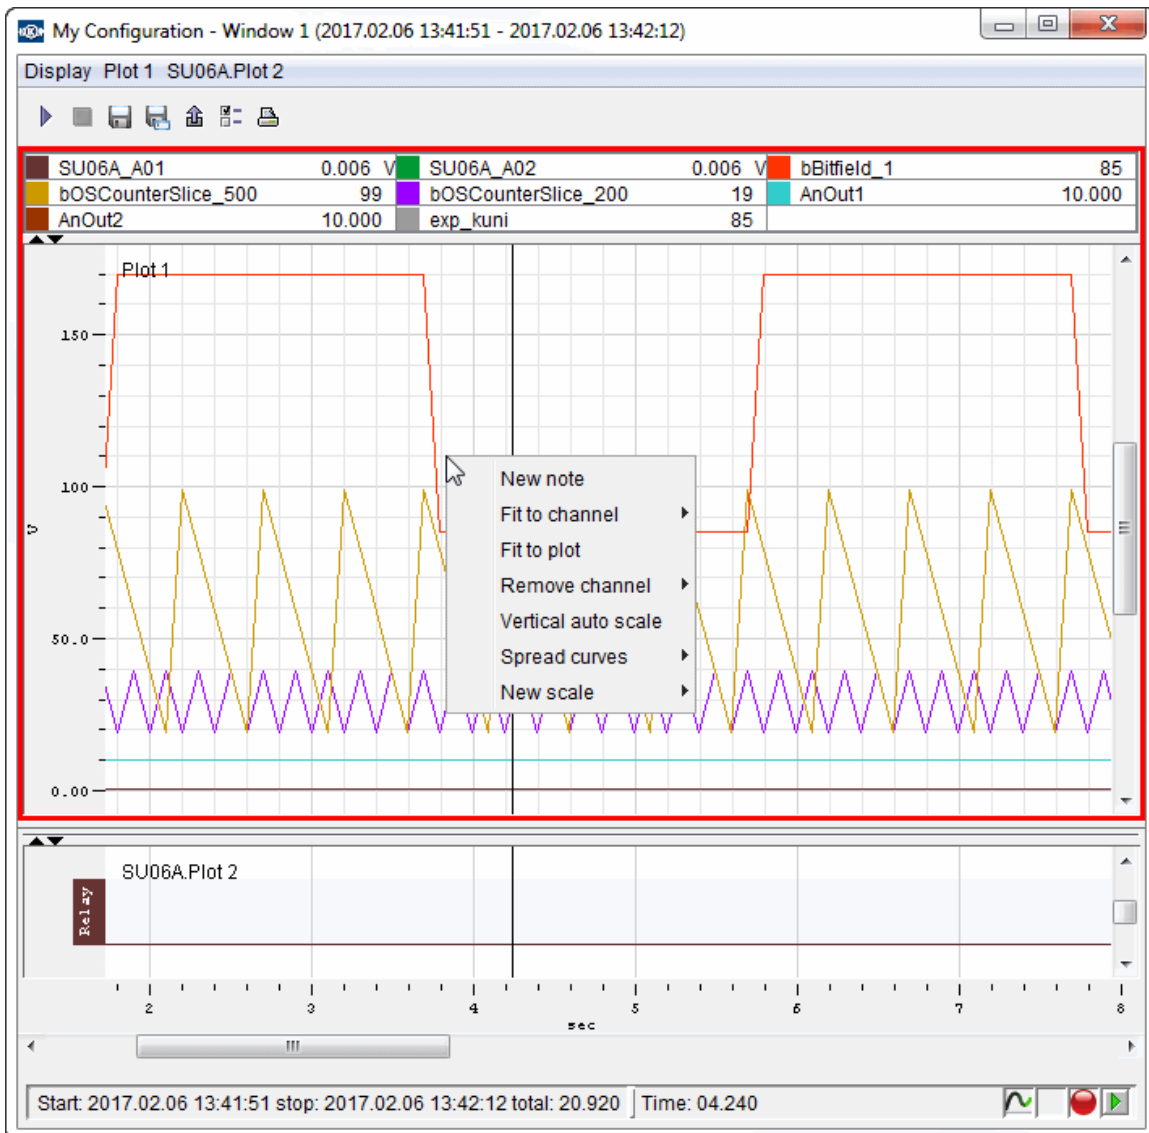 My Configuration - Window 1 (2017.02.06 13:41:51 - 2017.02.06 13:42:12)
Display Plot 1 SU06A.Plot 2
SU06A_A01 0.006 V SU06A_A02 0.006 V bBitfield_1 85
bOSCounterSlice_500 99 bOSCounterSlice_200 19 AnOut1 10.000
AnOut2 10.000 exp_kuni 85
Plot 1
150
100
V
50.0
0.00
New note
Fit to channel
Fit to plot
Remove channel
Vertical auto scale
Spread curves
New scale
SU06A.Plot 2
Relay
2 3 4 5 6 7 8
sec
Start: 2017.02.06 13:41:51 stop: 2017.02.06 13:42:12 total: 20.920 Time: 04.240